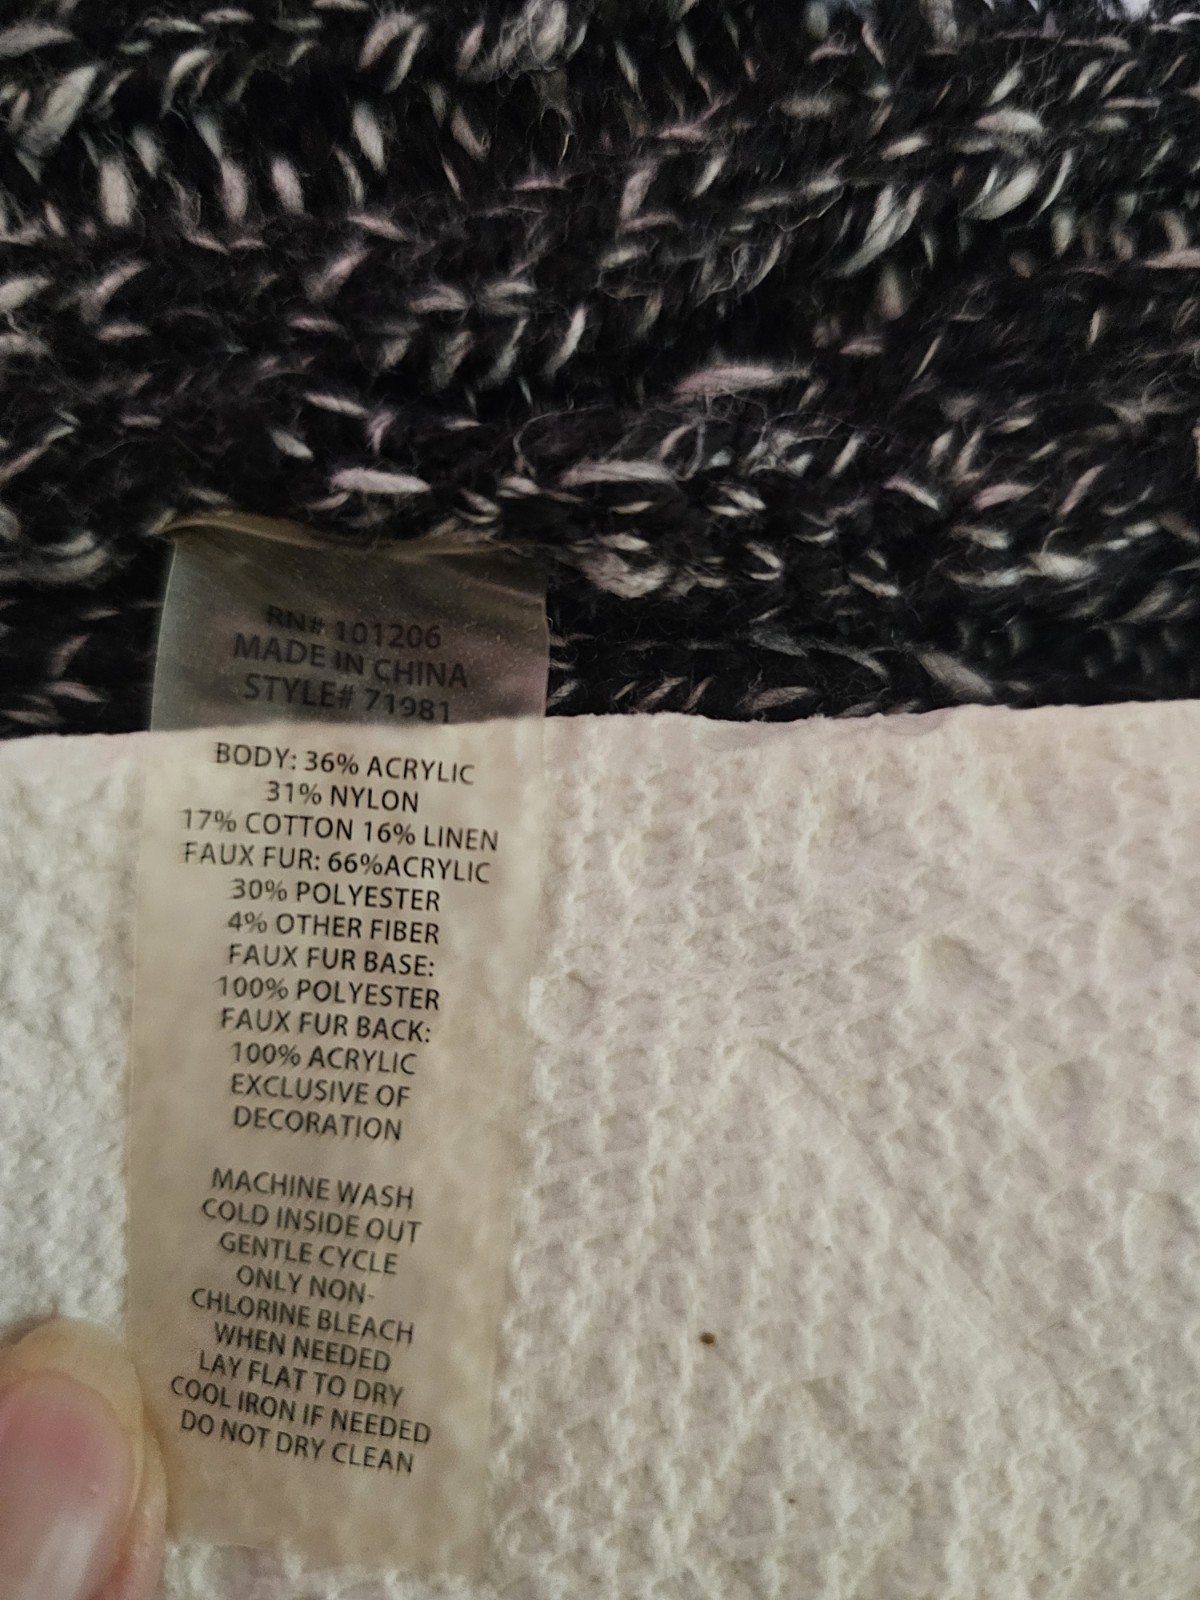 RN# 101206
MADE IN CHINA
STYLE# 71981
BODY: 36% ACRYLIC
31% NYLON
17% COTTON 16% LINEN
FAUX FUR: 66%ACRYLIC
30% POLYESTER
4% OTHER FIBER
FAUX FUR BASE:
100% POLYESTER
FAUX FUR BACK:
100% ACRYLIC
EXCLUSIVE OF
DECORATION
MACHINE WASH
COLD INSIDE OUT
GENTLE CYCLE
ONLY NON-
CHLORINE BLEACH
WHEN NEEDED
LAY FLAT TO DRY
COOL IRON IF NEEDED
DO NOT DRY CLEAN